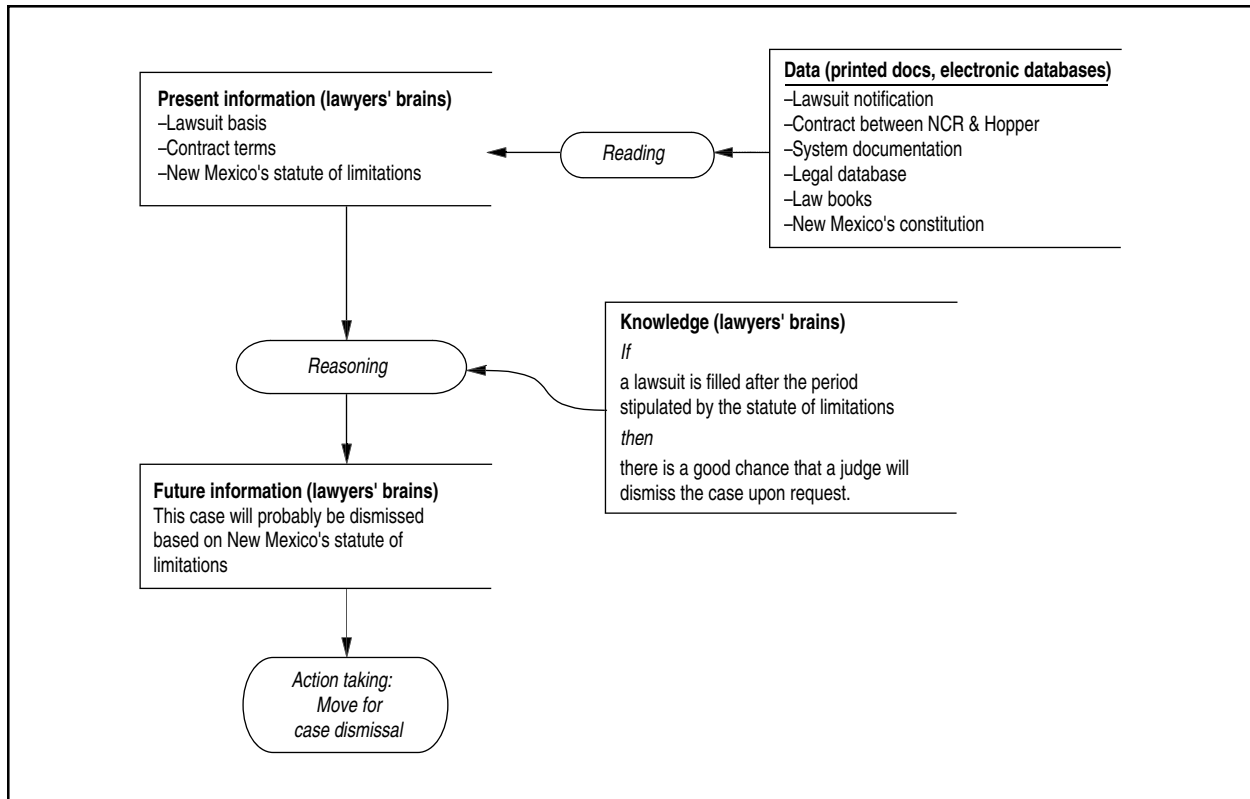 Present information (lawyers' brains)
–Lawsuit basis
–Contract terms
–New Mexico's statute of limitations
Reading
Data (printed docs, electronic databases)
–Lawsuit notification
–Contract between NCR & Hopper
–System documentation
–Legal database
–Law books
–New Mexico's constitution
Reasoning
Knowledge (lawyers' brains)
If
a lawsuit is filled after the period
stipulated by the statute of limitations
then
there is a good chance that a judge will
dismiss the case upon request.
Future information (lawyers' brains)
This case will probably be dismissed
based on New Mexico's statute of
limitations
Action taking:
Move for
case dismissal